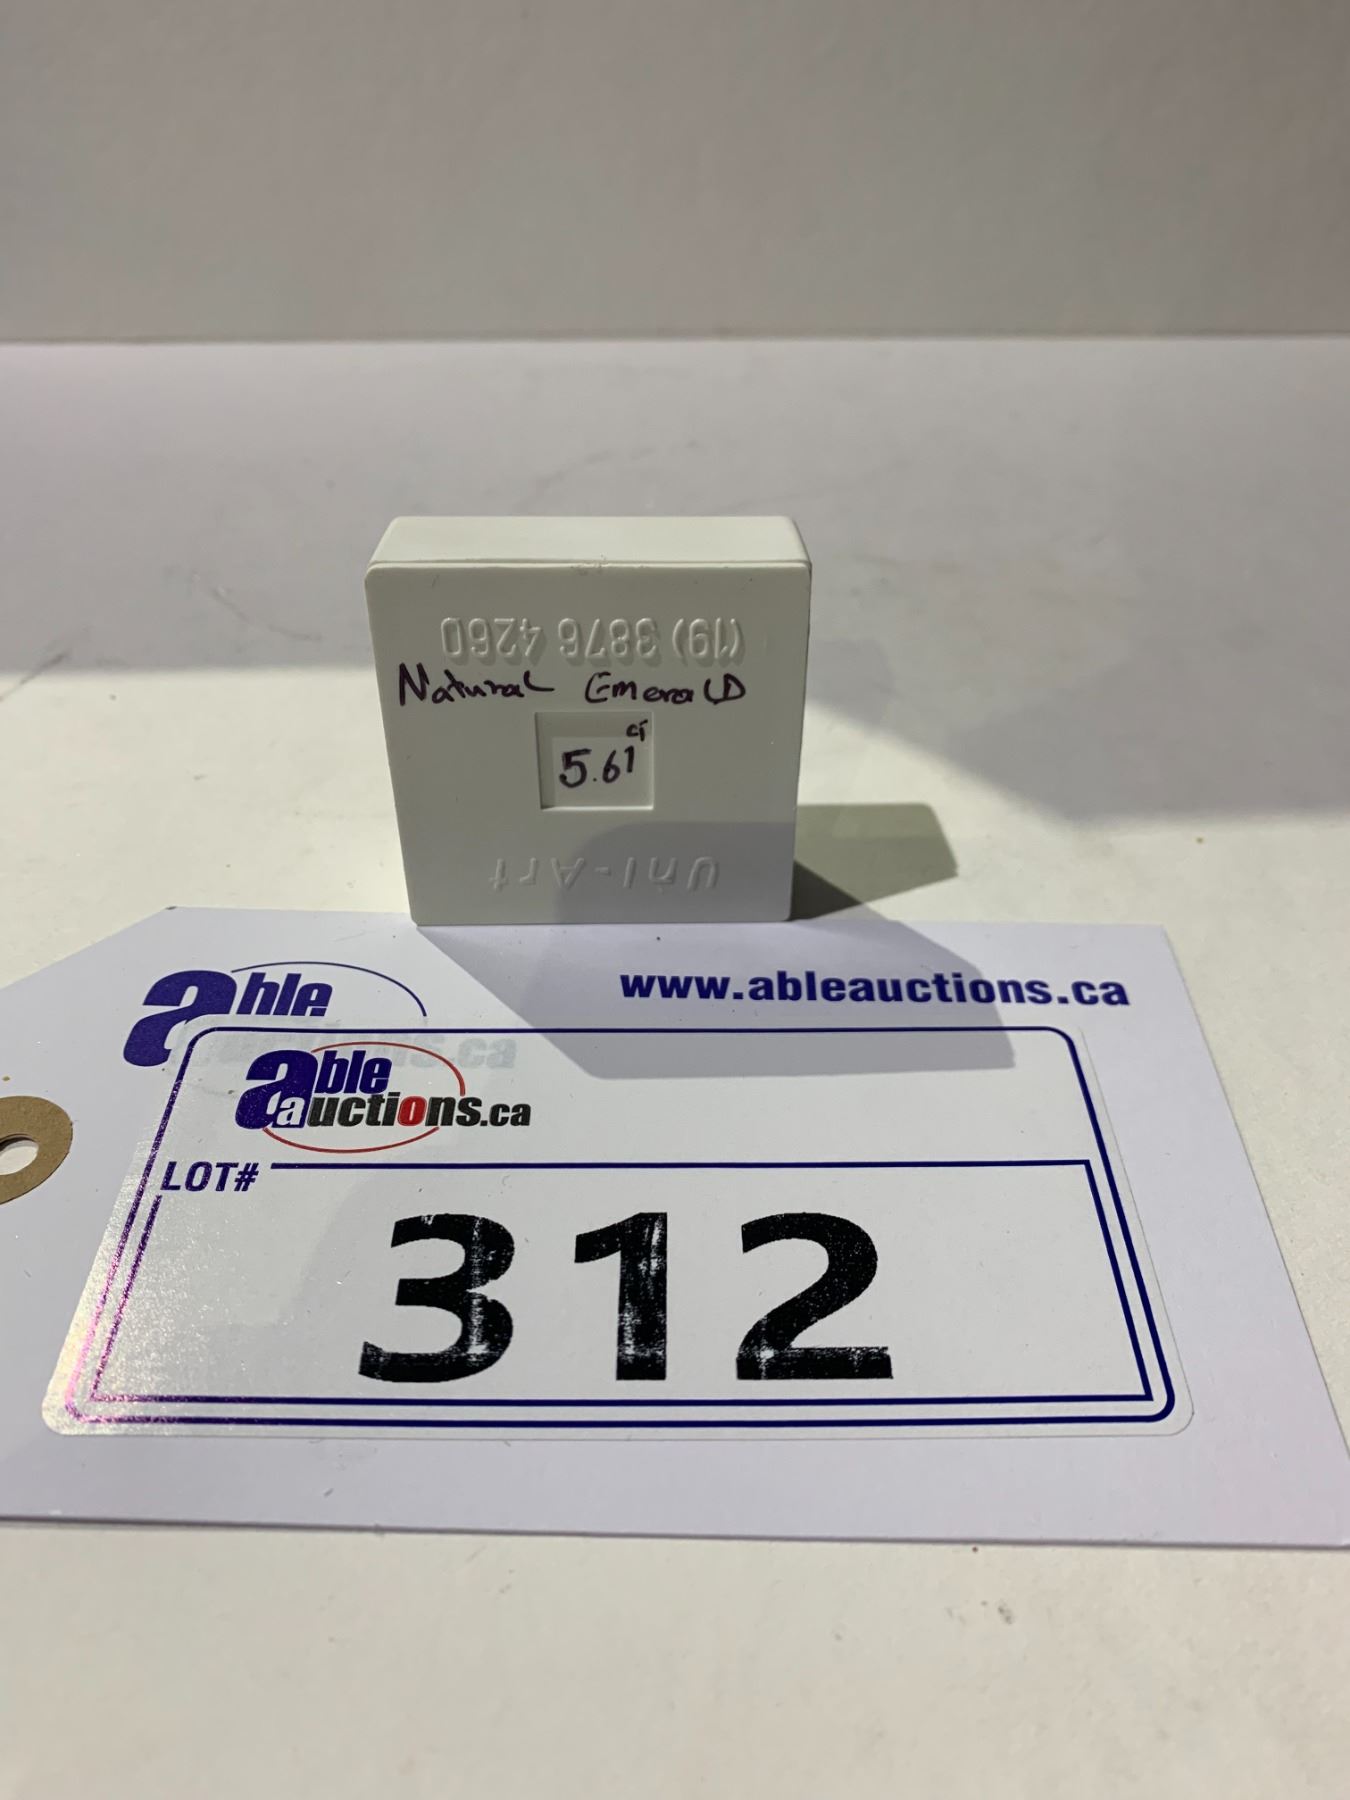 (19) 3876 4260
Natural Emerald
ct
5.61
Uni-Art
able
www.ableauctions.ca
able
auctions.ca
LOT#
312